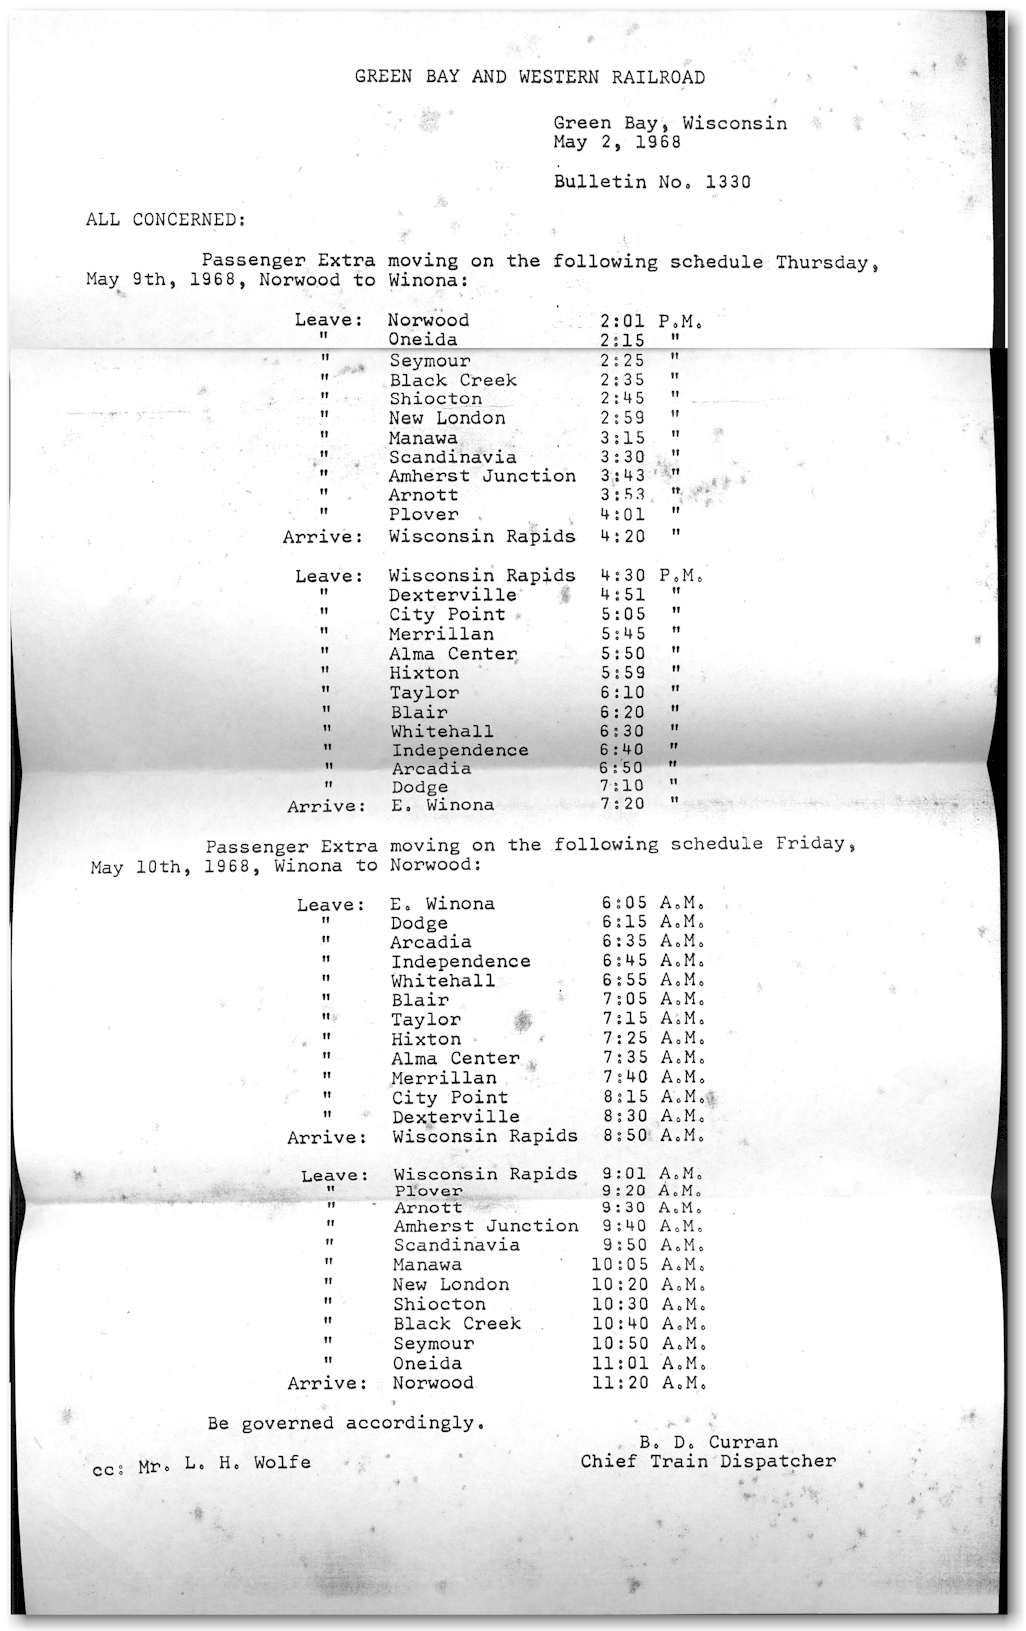 GREEN BAY AND WESTERN RAILROAD
Green Bay, Wisconsin
May 2, 1968
Bulletin No. 1330
ALL CONCERNED:
Passenger Extra moving on the following schedule Thursday,
May 9th, 1968, Norwood to Winona:
Leave: Norwood 2:01 P.M.
" Oneida 2:15 "
" Seymour 2:25 "
" Black Creek 2:35 "
" Shiocton 2:45 "
" New London 2:59 "
" Manawa 3:15 "
" Scandinavia 3:30 "
" Amherst Junction 3:43 "
" Arnott 3:53 "
" Plover 4:01 "
Arrive: Wisconsin Rapids 4:20 "
Leave: Wisconsin Rapids 4:30 P.M.
" Dexterville 4:51 "
" City Point 5:05 "
" Merrillan 5:45 "
" Alma Center 5:50 "
" Hixton 5:59 "
" Taylor 6:10 "
" Blair 6:20 "
" Whitehall 6:30 "
" Independence 6:40 "
" Arcadia 6:50 "
" Dodge 7:10 "
Arrive: E. Winona 7:20 "
Passenger Extra moving on the following schedule Friday,
May 10th, 1968, Winona to Norwood:
Leave: E. Winona 6:05 A.M.
" Dodge 6:15 A.M.
" Arcadia 6:35 A.M.
" Independence 6:45 A.M.
" Whitehall 6:55 A.M.
" Blair 7:05 A.M.
" Taylor 7:15 A.M.
" Hixton 7:25 A.M.
" Alma Center 7:35 A.M.
" Merrillan 7:40 A.M.
" City Point 8:15 A.M.
" Dexterville 8:30 A.M.
Arrive: Wisconsin Rapids 8:50 A.M.
Leave: Wisconsin Rapids 9:01 A.M.
" Plover 9:20 A.M.
" Arnott 9:30 A.M.
" Amherst Junction 9:40 A.M.
" Scandinavia 9:50 A.M.
" Manawa 10:05 A.M.
" New London 10:20 A.M.
" Shiocton 10:30 A.M.
" Black Creek 10:40 A.M.
" Seymour 10:50 A.M.
" Oneida 11:01 A.M.
Arrive: Norwood 11:20 A.M.
Be governed accordingly.
B. D. Curran
Chief Train Dispatcher
cc: Mr. L. H. Wolfe